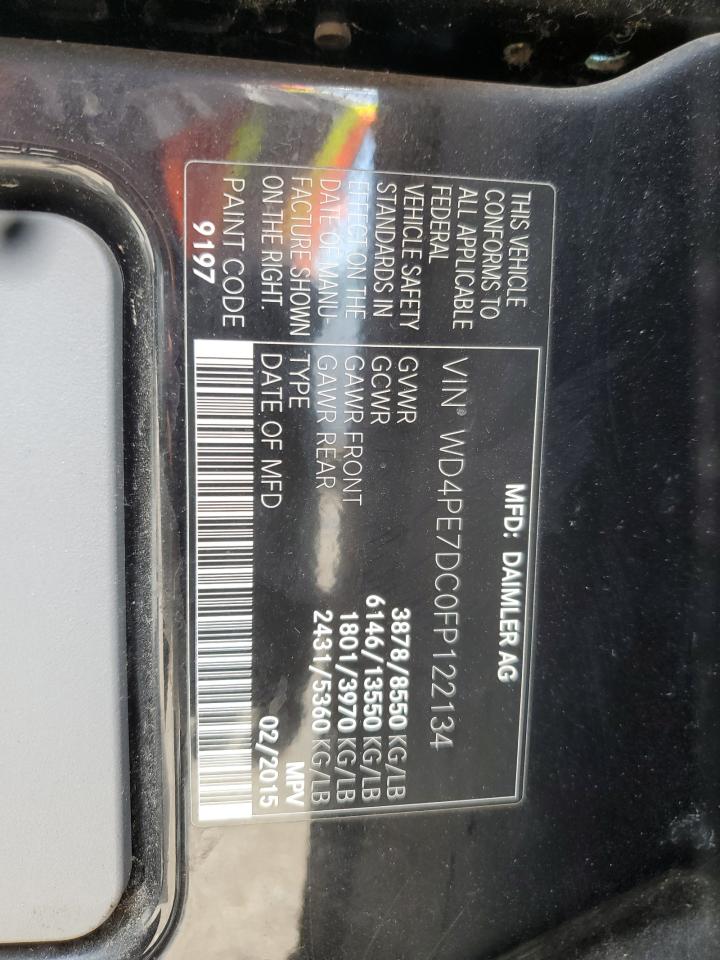 THIS VEHICLE
CONFORMS TO
ALL APPLICABLE
FEDERAL
VEHICLE SAFETY
STANDARDS IN
EFFECT ON THE
DATE OF MANU-
FACTURE SHOWN
ON THE RIGHT.
PAINT CODE
9197
MFD: DAIMLER AG
VIN® WD4PE7DC0FP122134
GVWR 3878/8550 KG/LB
GCWR 6146/13550 KG/LB
GAWR FRONT 1801/3970 KG/LB
GAWR REAR 2431/5360 KG/LB
TYPE MPV
DATE OF MFD 02/2015